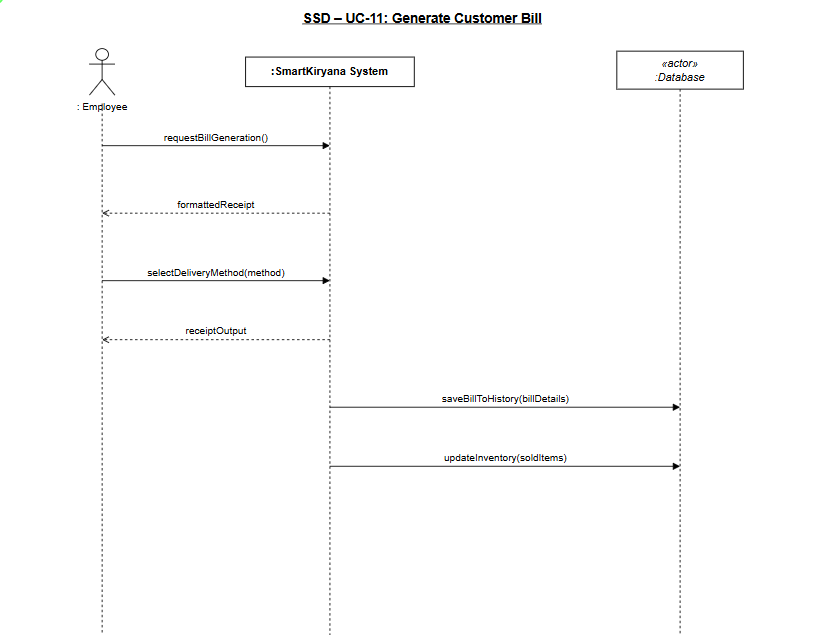 SSD – UC-11: Generate Customer Bill
:SmartKiryana System
«actor»
:Database
: Employee
requestBillGeneration()
formattedReceipt
selectDeliveryMethod(method)
receiptOutput
saveBillToHistory(billDetails)
updateInventory(soldItems)